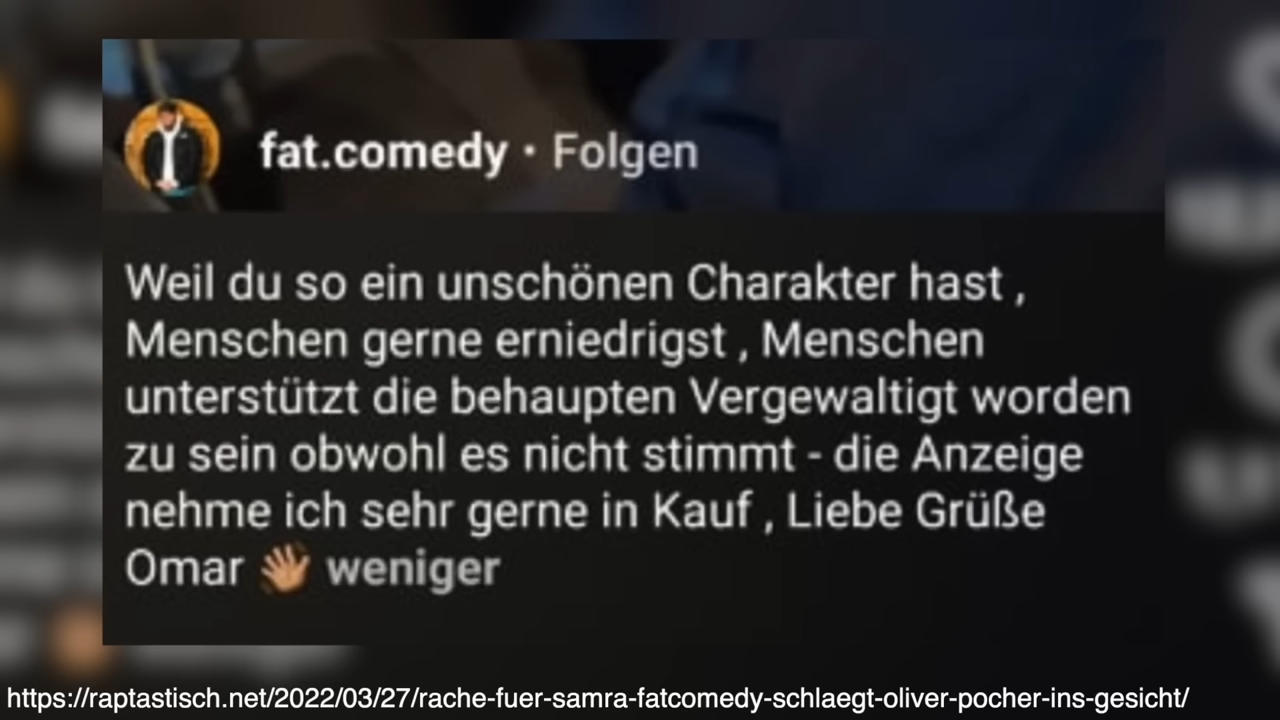 fat.comedy · Folgen
Weil du so ein unschönen Charakter hast ,
Menschen gerne erniedrigst , Menschen
unterstützt die behaupten Vergewaltigt worden
zu sein obwohl es nicht stimmt - die Anzeige
nehme ich sehr gerne in Kauf , Liebe Grüße
Omar 👋🏽 weniger
https://raptastisch.net/2022/03/27/rache-fuer-samra-fatcomedy-schlaegt-oliver-pocher-ins-gesicht/